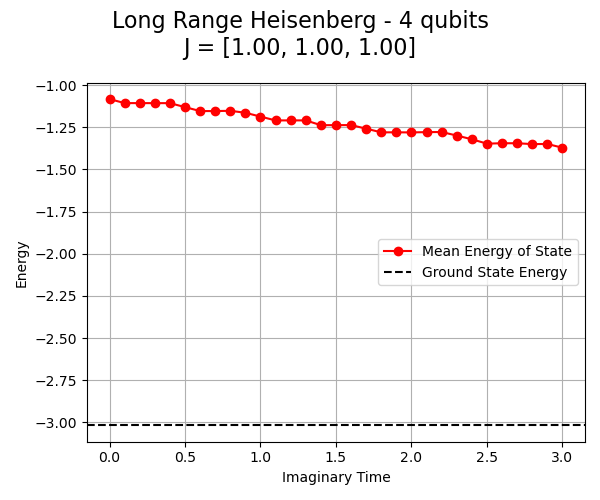 Long Range Heisenberg - 4 qubits
J = [1.00, 1.00, 1.00]
−1.00
−1.25
−1.50
−1.75
−2.00
−2.25
−2.50
−2.75
−3.00
Energy
Mean Energy of State
Ground State Energy
0.0 0.5 1.0 1.5 2.0 2.5 3.0
Imaginary Time